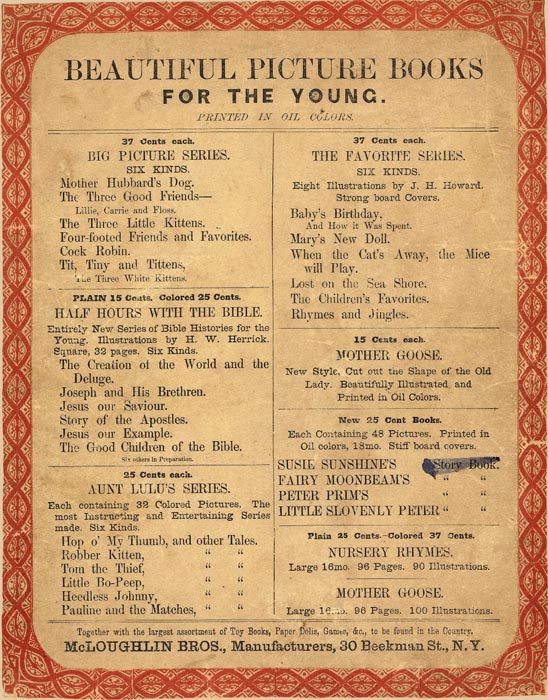 BEAUTIFUL PICTURE BOOKS
FOR THE YOUNG.
PRINTED IN OIL COLORS.
37 Cents each.
BIG PICTURE SERIES.
SIX KINDS.
Mother Hubbard's Dog.
The Three Good Friends—
Lillie, Carrie and Floss.
The Three Little Kittens.
Four-footed Friends and Favorites.
Cock Robin.
Tit, Tiny and Tittens,
The Three White Kittens.
PLAIN 15 Cents. Colored 25 Cents.
HALF HOURS WITH THE BIBLE.
Entirely New Series of Bible Histories for the
Young. Illustrations by H. W. Herrick.
Square, 32 pages. Six Kinds.
The Creation of the World and the
Deluge.
Joseph and His Brethren.
Jesus our Saviour.
Story of the Apostles.
Jesus our Example.
The Good Children of the Bible.
Six others in Preparation.
25 Cents each.
AUNT LULU'S SERIES.
Each containing 32 Colored Pictures. The
most Instructing and Entertaining Series
made. Six Kinds.
Hop o' My Thumb, and other Tales.
Robber Kitten, " "
Tom the Thief, " "
Little Bo-Peep, " "
Heedless Johnny, " "
Pauline and the Matches, " "
37 Cents each.
THE FAVORITE SERIES.
SIX KINDS.
Eight Illustrations by J. H. Howard.
Strong board Covers.
Baby's Birthday,
And How it Was Spent.
Mary's New Doll.
When the Cat's Away, the Mice
will Play.
Lost on the Sea Shore.
The Children's Favorites.
Rhymes and Jingles.
15 Cents each.
MOTHER GOOSE.
New Style, Cut out the Shape of the Old
Lady. Beautifully Illustrated and
Printed in Oil Colors.
New 25 Cent Books.
Each Containing 48 Pictures. Printed in
Oil colors, 18mo. Stiff board covers.
SUSIE SUNSHINE'S Story Book.
FAIRY MOONBEAM'S " "
PETER PRIM'S " "
LITTLE SLOVENLY PETER " "
Plain 25 Cents.—Colored 37 Cents.
NURSERY RHYMES.
Large 16mo. 96 Pages. 90 Illustrations.
MOTHER GOOSE.
Large 16mo. 96 Pages. 100 Illustrations.
Together with the largest assortment of Toy Books, Paper Dolls, Games, &c., to be found in the Country.
McLOUGHLIN BROS., Manufacturers, 30 Beekman St., N.Y.